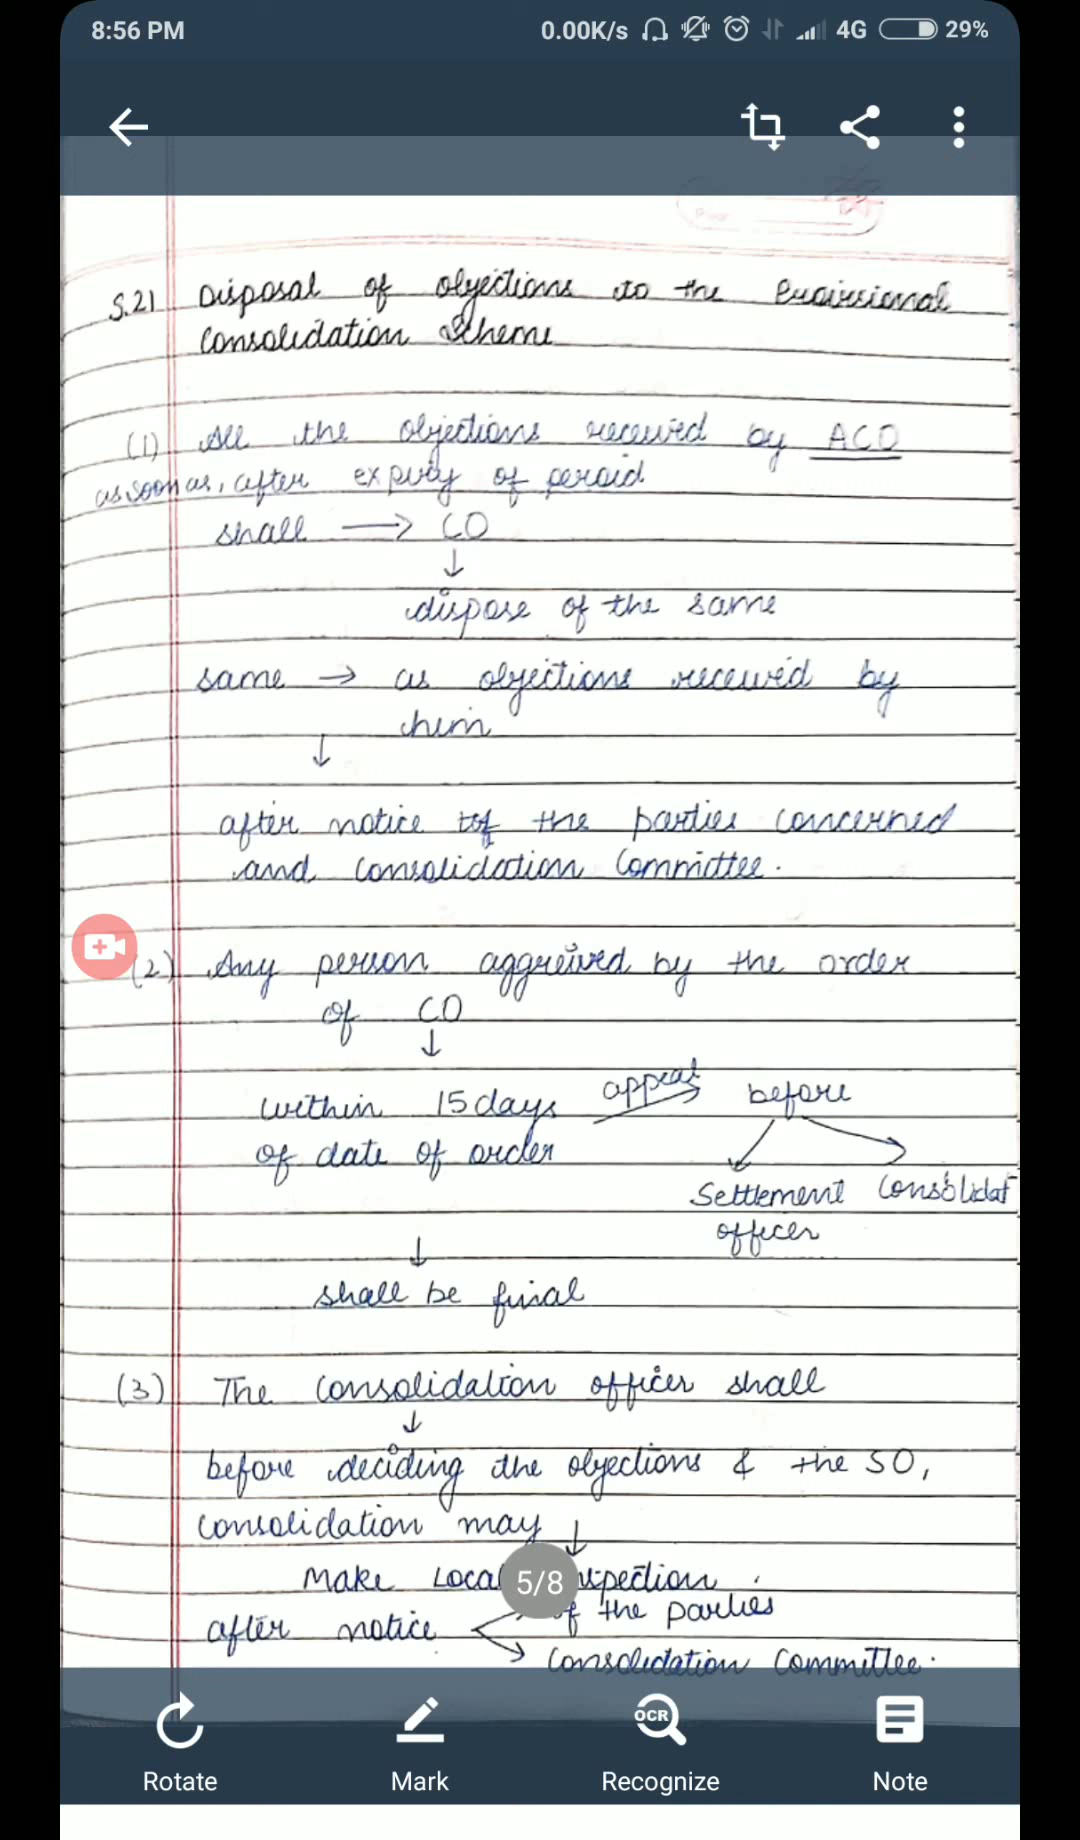 8:56 PM 0.00K/s 4G 29%
S.21 Disposal of objections to the Provisional
Consolidation Scheme
(1) All the objections received by ACO
as soon as, after expiry of peroid
shall → CO
↓
dispose of the same
same → as objections received by
him
↓
after notice to the parties concerned
and Consolidation Committee.
(2) Any person aggreived by the order
of CO
↓
within 15 days appeal before
of date of order
Settlement Consolidat
officer
↓
shall be final
(3) The Consolidation officer shall
↓
before deciding the objections & the SO,
consolidation may ↓
Make Local
5/8
of the parties
after notice
Consolidation Committee.
Rotate Mark OCR Recognize Note